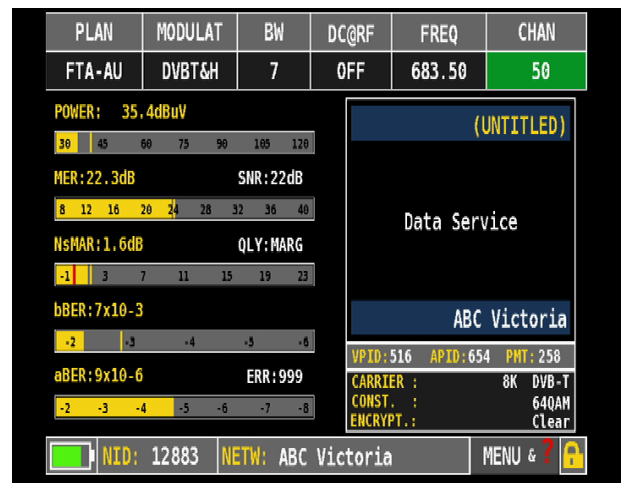 PLAN MODULAT BW DC@RF FREQ CHAN
FTA-AU DVBT&H 7 OFF 683.50 50
POWER: 35.4dBuV
30 45 60 75 90 105 120
MER:22.3dB SNR:22dB
8 12 16 20 24 28 32 36 40
NsMAR:1.6dB QLY:MARG
-1 3 7 11 15 19 23
bBER:7x10-3
-2 -3 -4 -5 -6
aBER:9x10-6 ERR:999
-2 -3 -4 -5 -6 -7 -8
(UNTITLED)
Data Service
ABC Victoria
VPID:516 APID:654 PMT:258
CARRIER : 8K DVB-T
CONST. : 64QAM
ENCRYPT.: Clear
NID: 12883 NETW: ABC Victoria MENU & ?